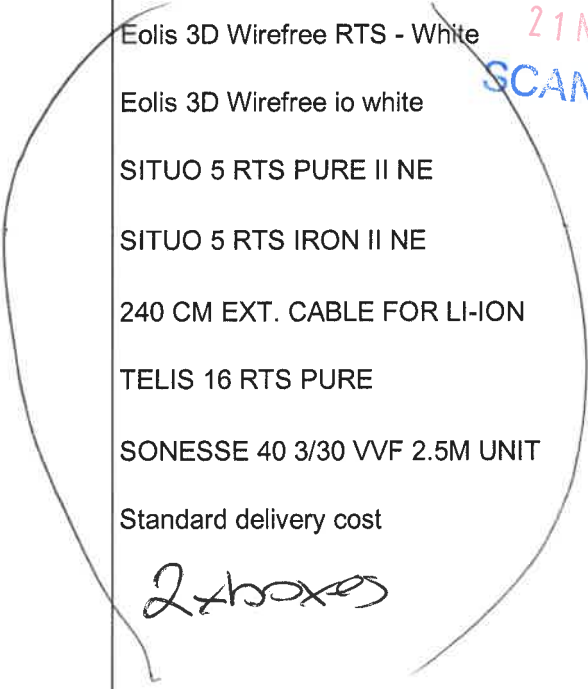 Eolis 3D Wirefree RTS - White
21 N
SCAN
Eolis 3D Wirefree io white
SITUO 5 RTS PURE II NE
SITUO 5 RTS IRON II NE
240 CM EXT. CABLE FOR LI-ION
TELIS 16 RTS PURE
SONESSE 40 3/30 VVF 2.5M UNIT
Standard delivery cost
2xboxes